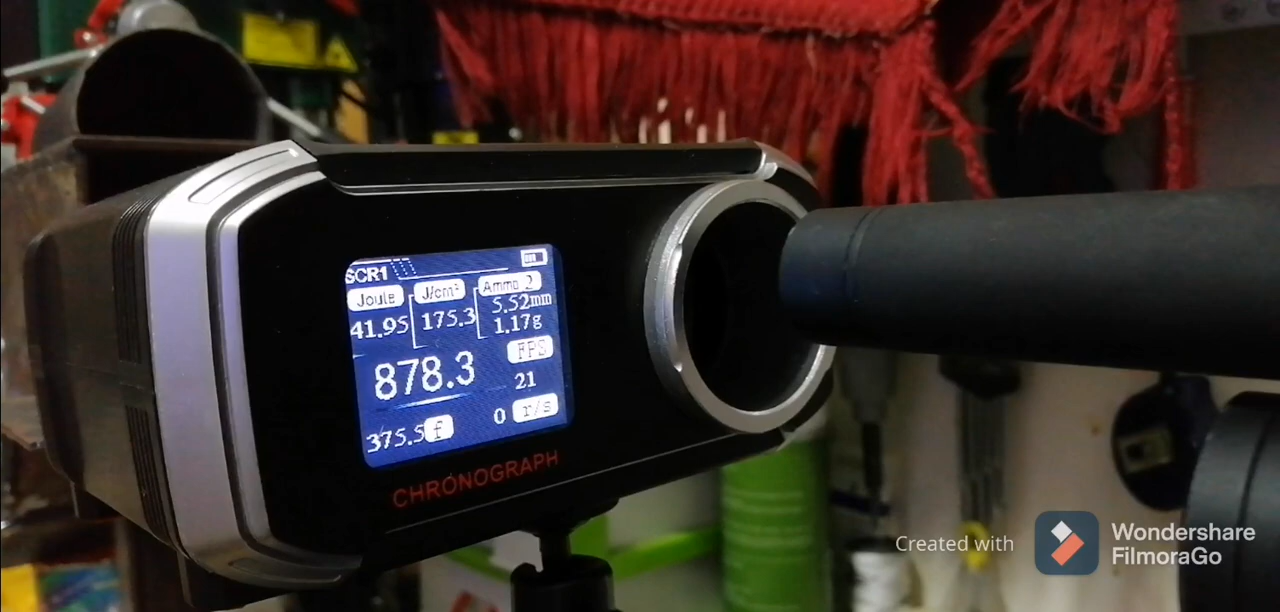 SCR1
Joule J/cm² Ammo 2
41.95 175.3 5.52mm
1.17g
878.3 FPS
21
375.5 f 0 r/s
CHRONOGRAPH
Created with Wondershare
FilmoraGo